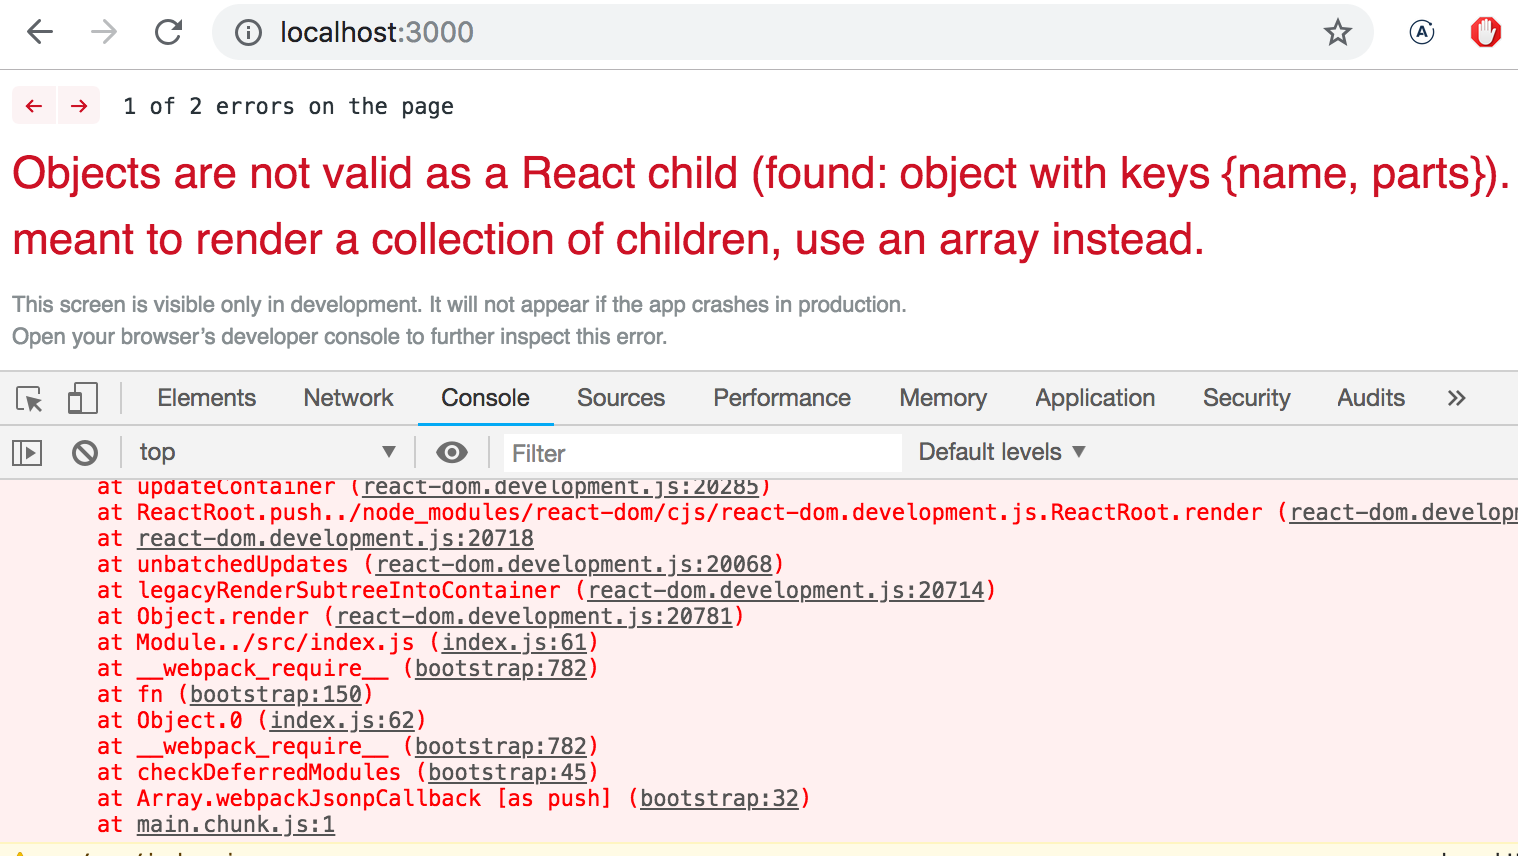 localhost:3000
A
1 of 2 errors on the page
Objects are not valid as a React child (found: object with keys {name, parts}).
meant to render a collection of children, use an array instead.
This screen is visible only in development. It will not appear if the app crashes in production.
Open your browser’s developer console to further inspect this error.
Elements Network Console Sources Performance Memory Application Security Audits »
top Filter Default levels
at updateContainer (react-dom.development.js:20285)
at ReactRoot.push../node_modules/react-dom/cjs/react-dom.development.js.ReactRoot.render (react-dom.develop
at react-dom.development.js:20718
at unbatchedUpdates (react-dom.development.js:20068)
at legacyRenderSubtreeIntoContainer (react-dom.development.js:20714)
at Object.render (react-dom.development.js:20781)
at Module../src/index.js (index.js:61)
at __webpack_require__ (bootstrap:782)
at fn (bootstrap:150)
at Object.0 (index.js:62)
at __webpack_require__ (bootstrap:782)
at checkDeferredModules (bootstrap:45)
at Array.webpackJsonpCallback [as push] (bootstrap:32)
at main.chunk.js:1